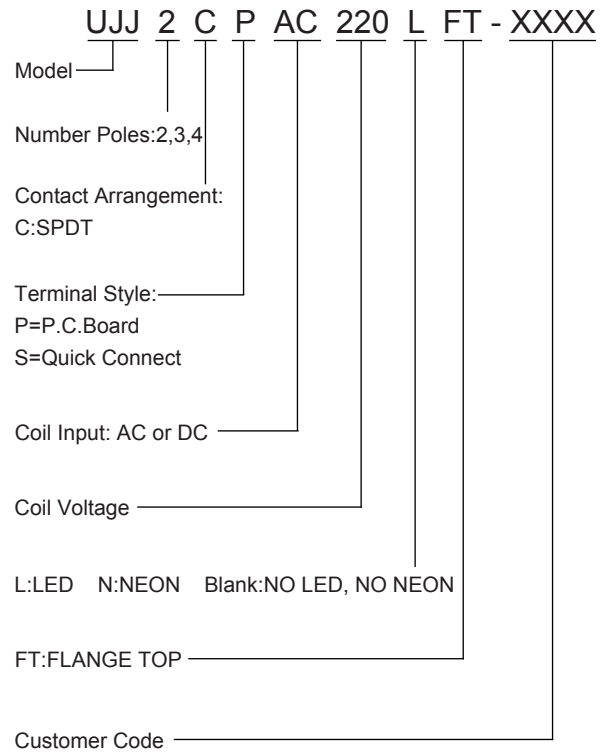 UJJ 2 C P AC 220 L FT - XXXX
Model
Number Poles:2,3,4
Contact Arrangement:
C:SPDT
Terminal Style:
P=P.C.Board
S=Quick Connect
Coil Input: AC or DC
Coil Voltage
L:LED N:NEON Blank:NO LED, NO NEON
FT:FLANGE TOP
Customer Code